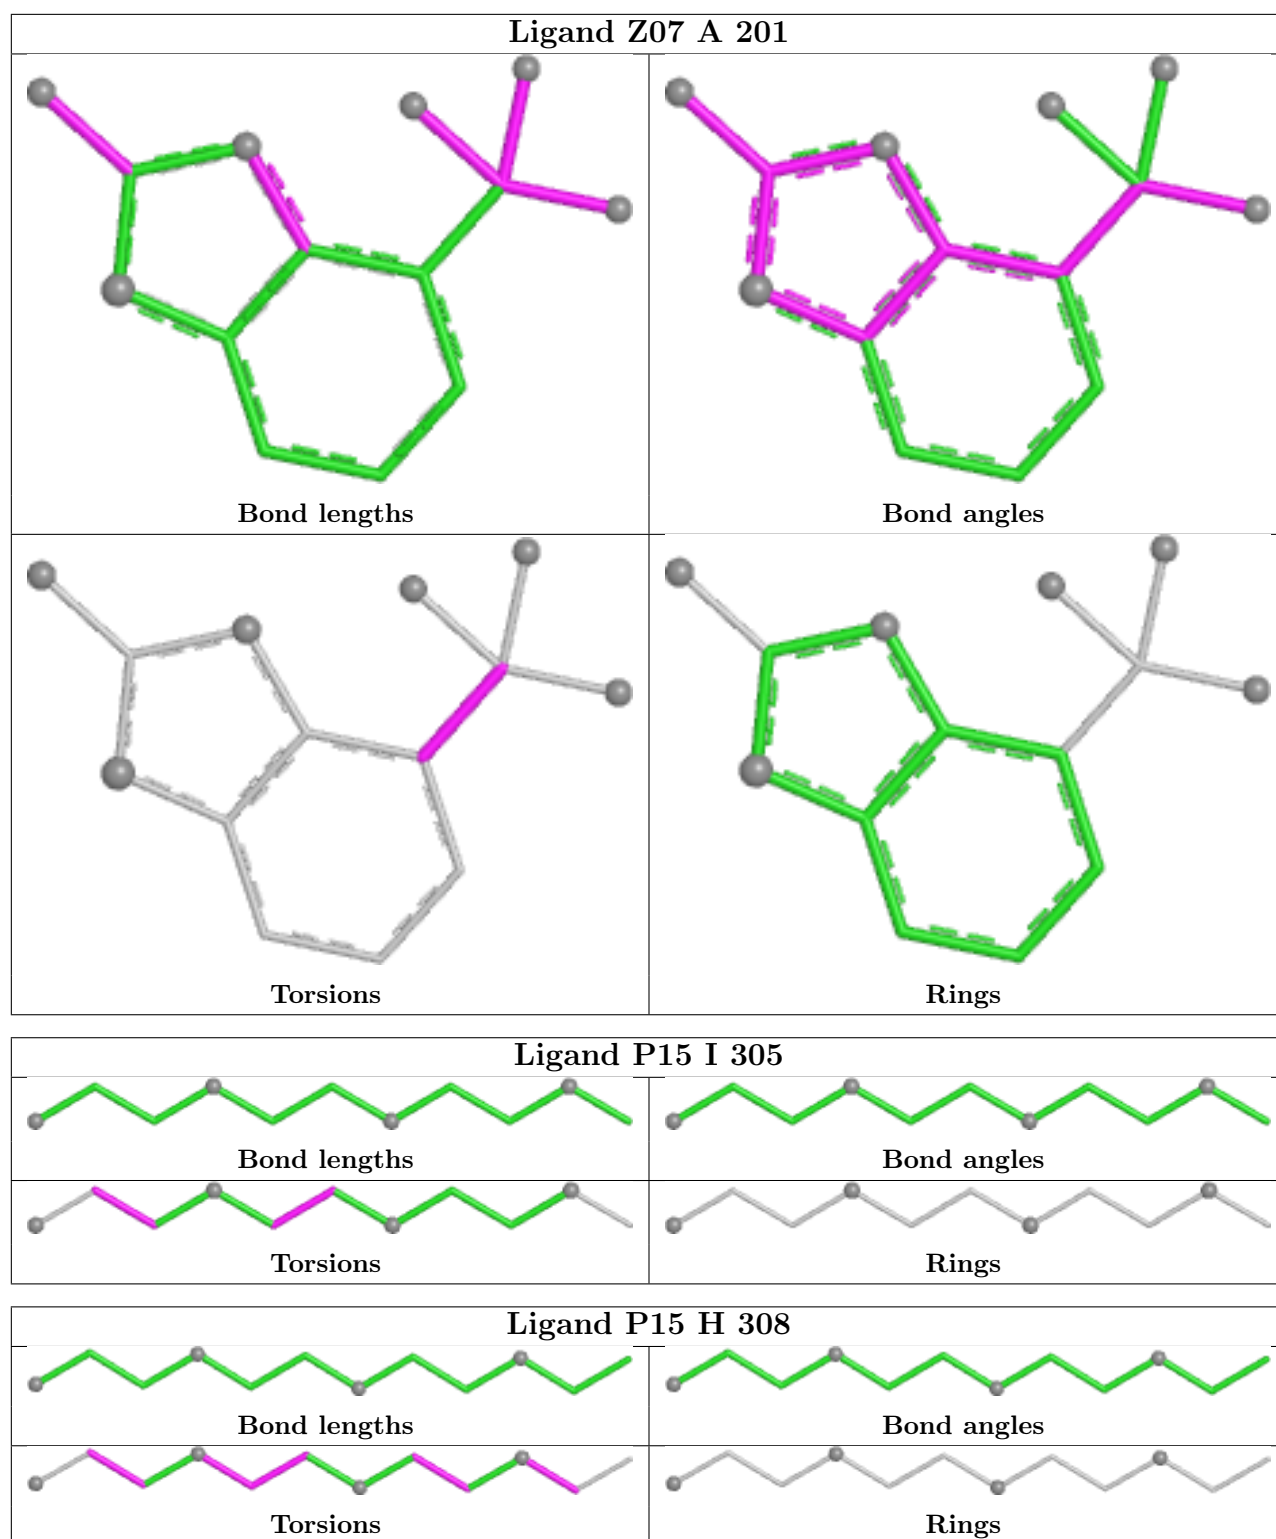 Ligand Z07 A 201
Bond lengths
Bond angles
Torsions
Rings
Ligand P15 I 305
Bond lengths
Bond angles
Torsions
Rings
Ligand P15 H 308
Bond lengths
Bond angles
Torsions
Rings